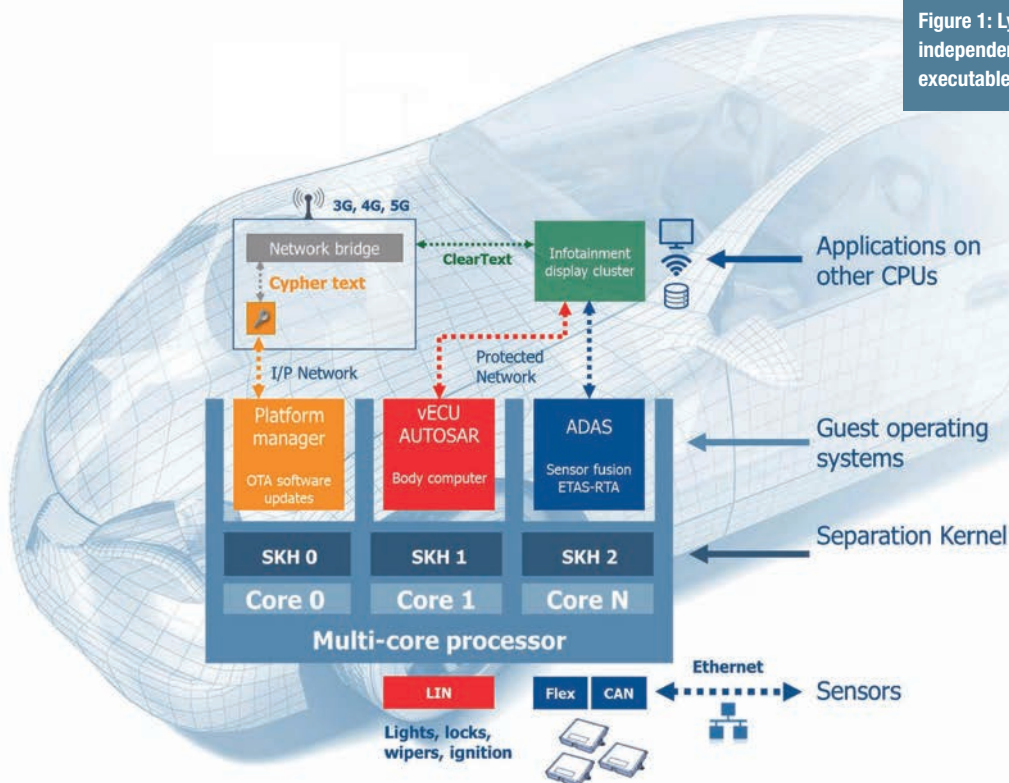 Figure 1: Ly
independen
executable
3G, 4G, 5G
Network bridge
Cypher text
ClearText
Infotainment
display cluster
Applications on
other CPUs
I/P Network
Protected
Network
Platform
manager
OTA software
updates
vECU
AUTOSAR
Body computer
ADAS
Sensor fusion
ETAS-RTA
Guest operating
systems
SKH 0
SKH 1
SKH 2
Separation Kernel
Core 0
Core 1
Core N
Multi-core processor
LIN
Flex
CAN
Ethernet
Sensors
Lights, locks,
wipers, ignition